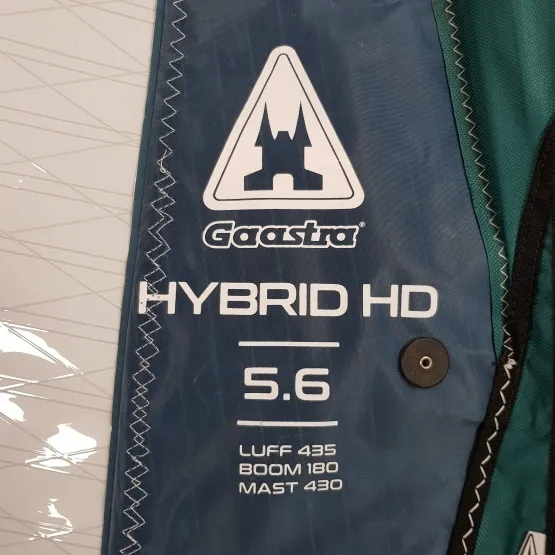 Gaastra®
HYBRID HD
5.6
LUFF 435
BOOM 180
MAST 430